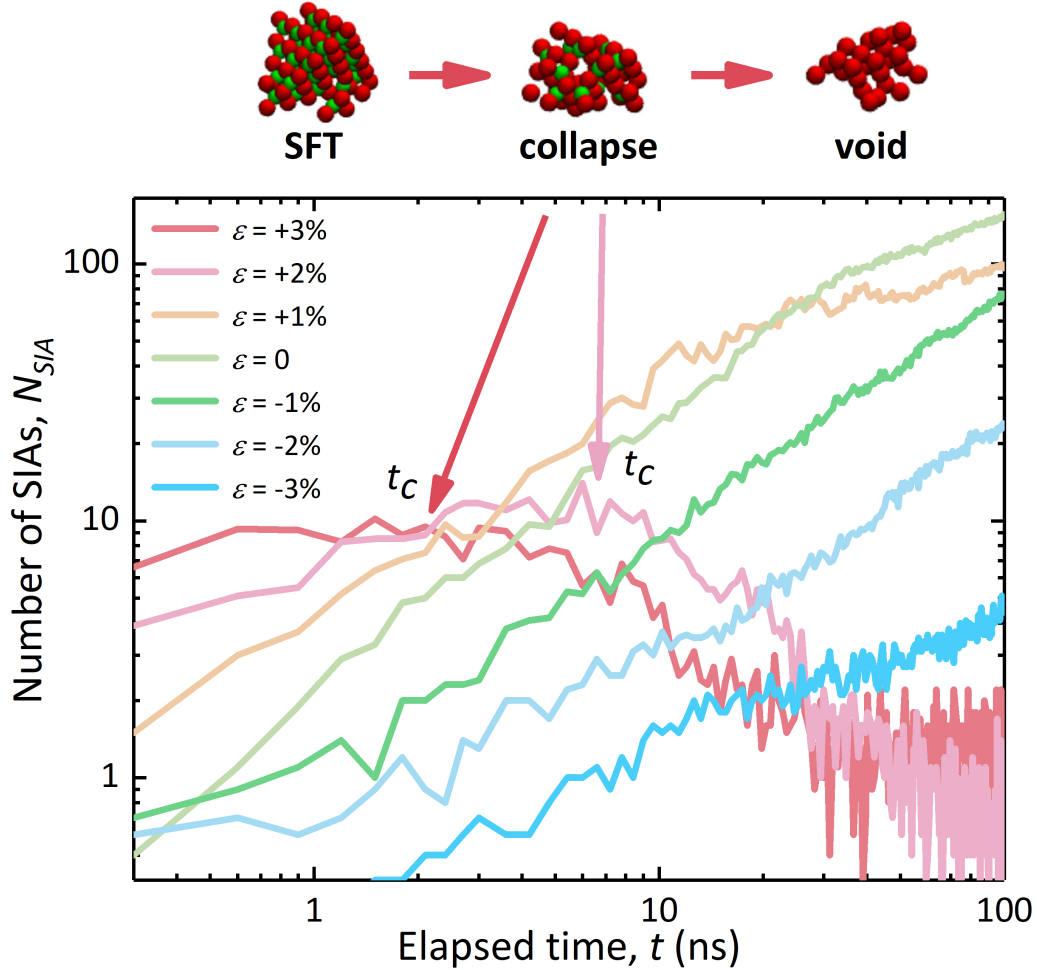 SFT collapse void
ε = +3%
ε = +2%
ε = +1%
ε = 0
ε = -1%
ε = -2%
ε = -3%
t_C
t_C
100
10
1
Number of SIAs, N_SIA
1 10 100
Elapsed time, t (ns)